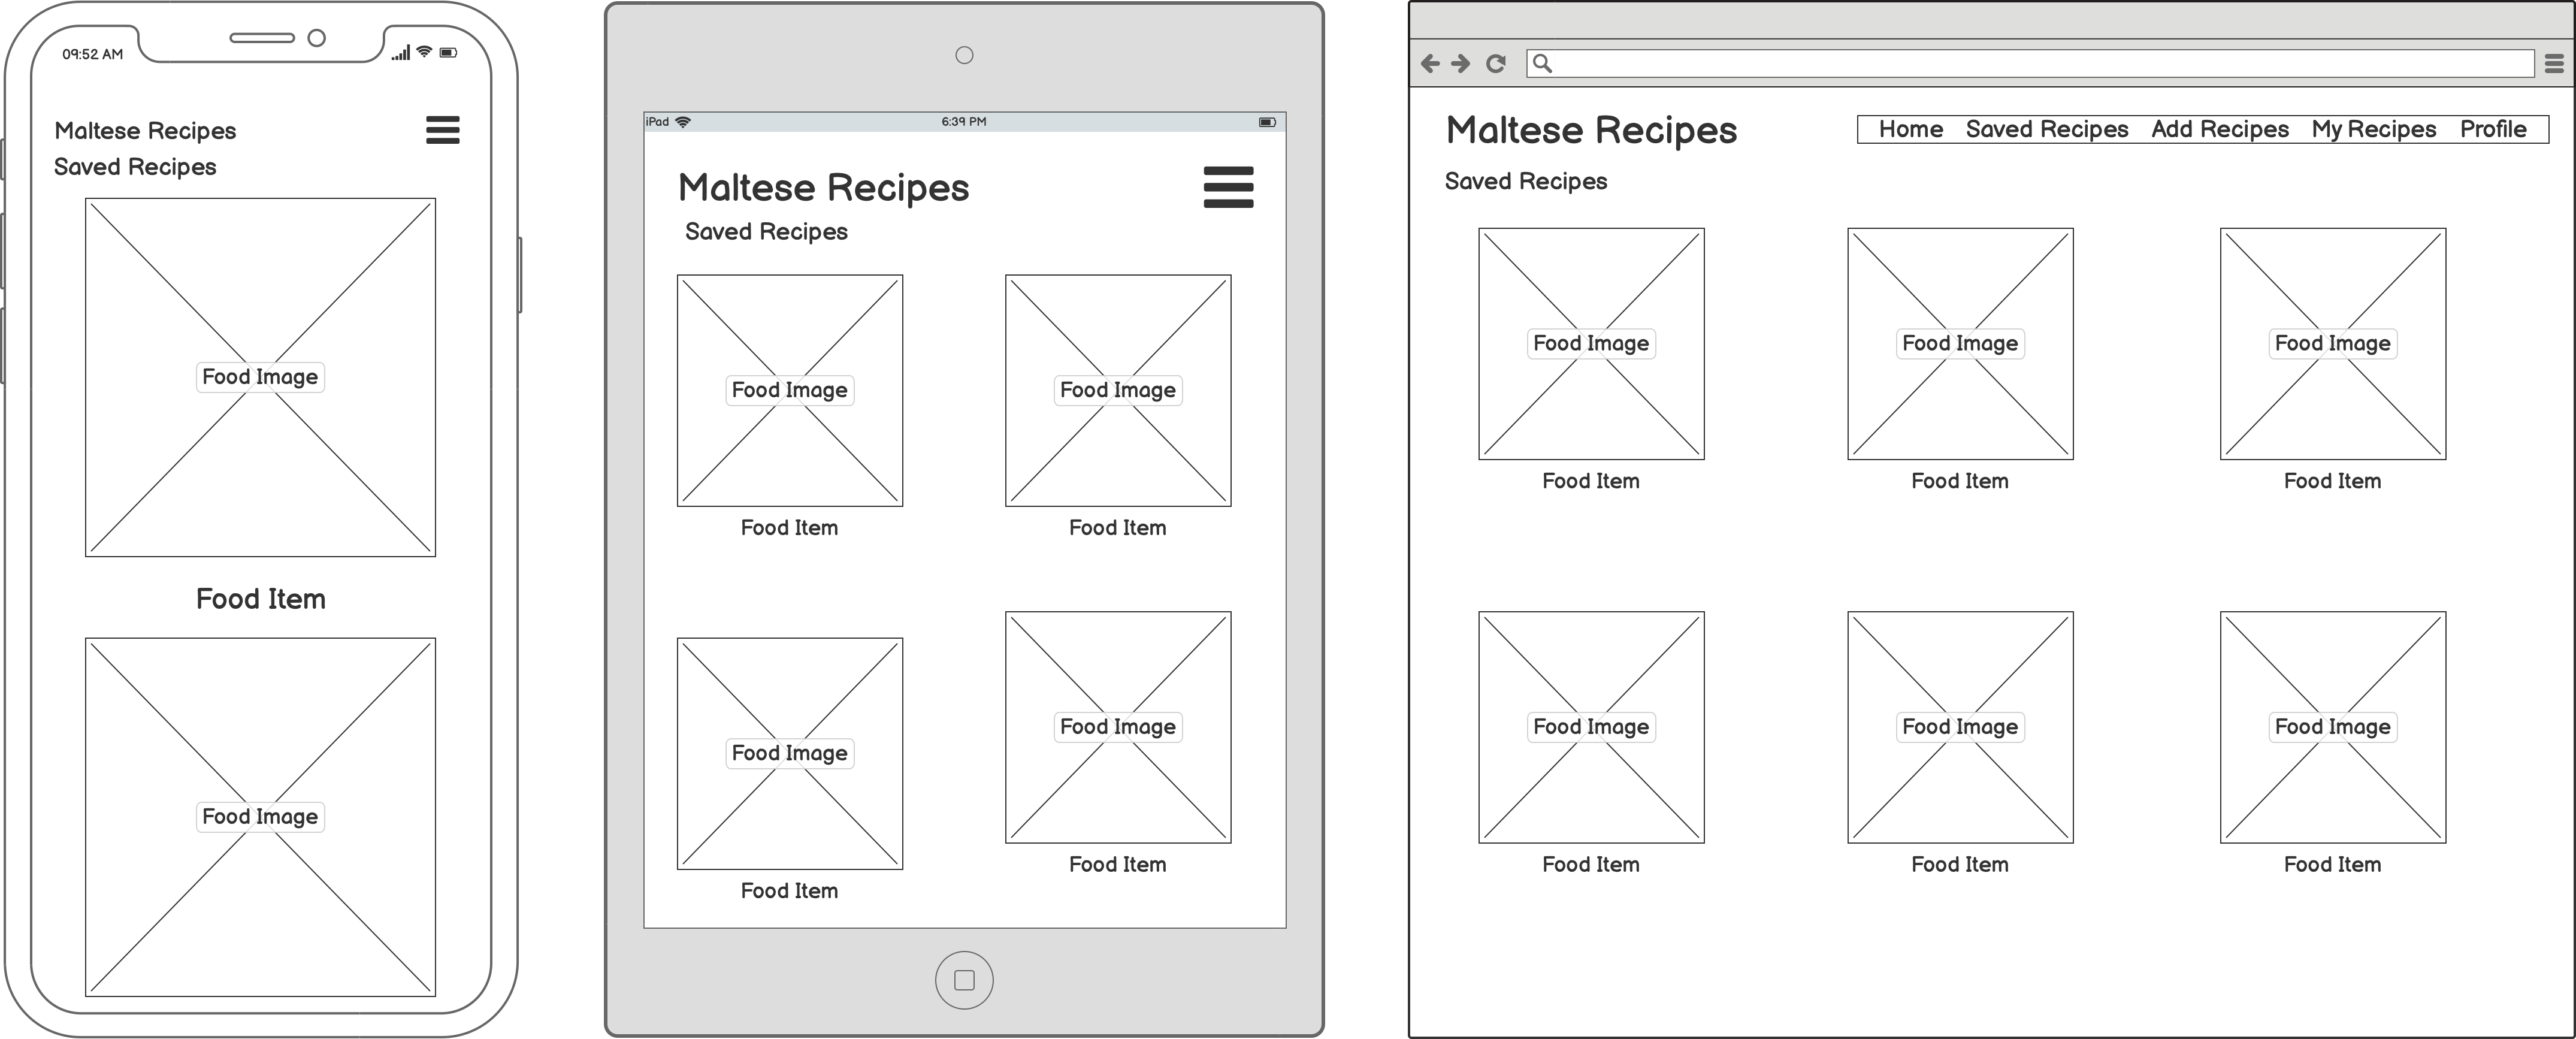 09:52 AM
Maltese Recipes
Saved Recipes
Food Image
Food Item
Food Image
iPad 6:39 PM
Maltese Recipes
Saved Recipes
Food Image Food Image
Food Item Food Item
Food Image Food Image
Food Item Food Item
Maltese Recipes Home Saved Recipes Add Recipes My Recipes Profile
Saved Recipes
Food Image Food Image Food Image
Food Item Food Item Food Item
Food Image Food Image Food Image
Food Item Food Item Food Item